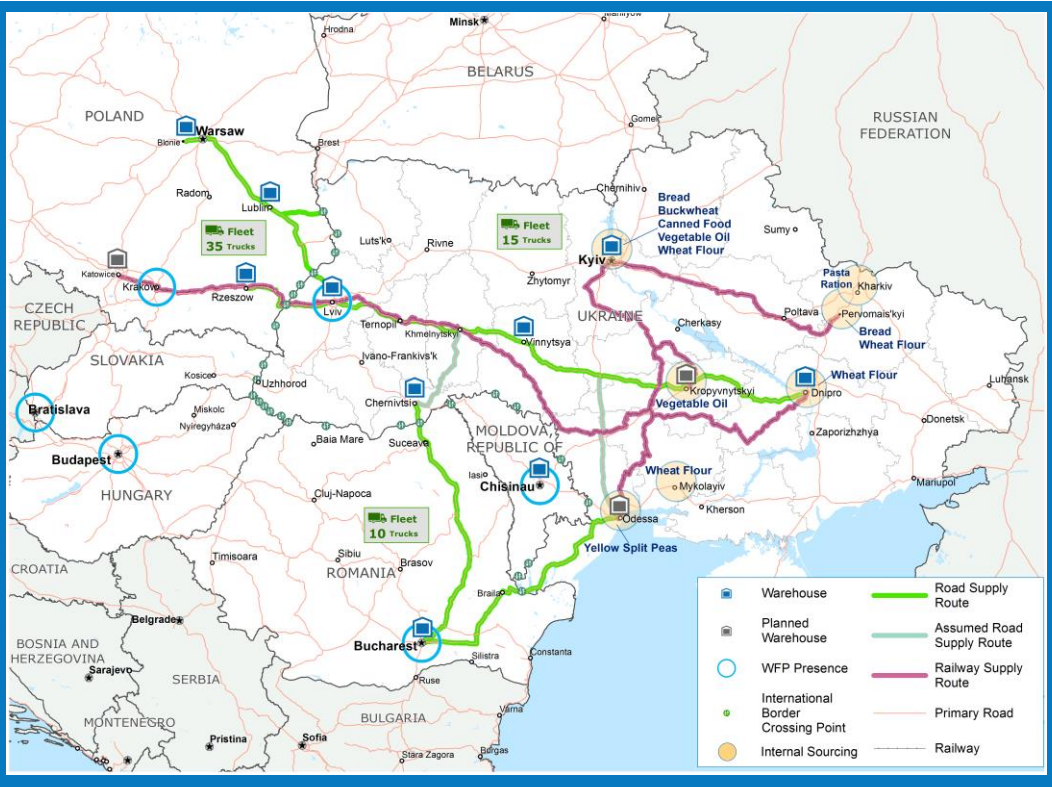 Minsk
Hrodna
BELARUS
POLAND
RUSSIAN
FEDERATION
Gomel
Warsaw
Blonie
Brest
Radom
Lublin
Chernihiv
Bread
Buckwheat
Canned Food
Vegetable Oil
Wheat Flour
Sumy
Fleet
35 Trucks
Fleet
15 Trucks
Luts'k
Rivne
Kyiv
Zhytomyr
Pasta
Ration
Kharkiv
Katowice
Krakow
Rzeszow
Lviv
Ternopil
Khmelnytskyi
UKRAINE
Poltava
Pervomais'kyi
Bread
Wheat Flour
CZECH
REPUBLIC
Cherkasy
Vinnytsya
SLOVAKIA
Ivano-Frankivs'k
Kosice
Uzhhorod
Kropyvnytskyi
Vegetable Oil
Wheat Flour
Dnipro
Luhansk
Chernivtsi
Bratislava
Miskolc
Nyiregyháza
Donetsk
Zaporizhzhya
MOLDOVA,
REPUBLIC OF
Baia Mare
Suceava
Budapest
Iasi
Chisinau
Wheat Flour
Mykolayiv
Mariupol
HUNGARY
Cluj-Napoca
Kherson
Odessa
Fleet
10 Trucks
Yellow Split Peas
Timisoara
Sibiu
Brasov
ROMANIA
CROATIA
Braila
Belgrade
Bucharest
BOSNIA AND
HERZEGOVINA
Sarajevo
Silistra
Constanta
SERBIA
Ruse
MONTENEGRO
BULGARIA
Varna
Pristina
Sofia
Stara Zagora
Burgas
Warehouse
Planned
Warehouse
WFP Presence
International
Border
Crossing Point
Internal Sourcing
Road Supply
Route
Assumed Road
Supply Route
Railway Supply
Route
Primary Road
Railway